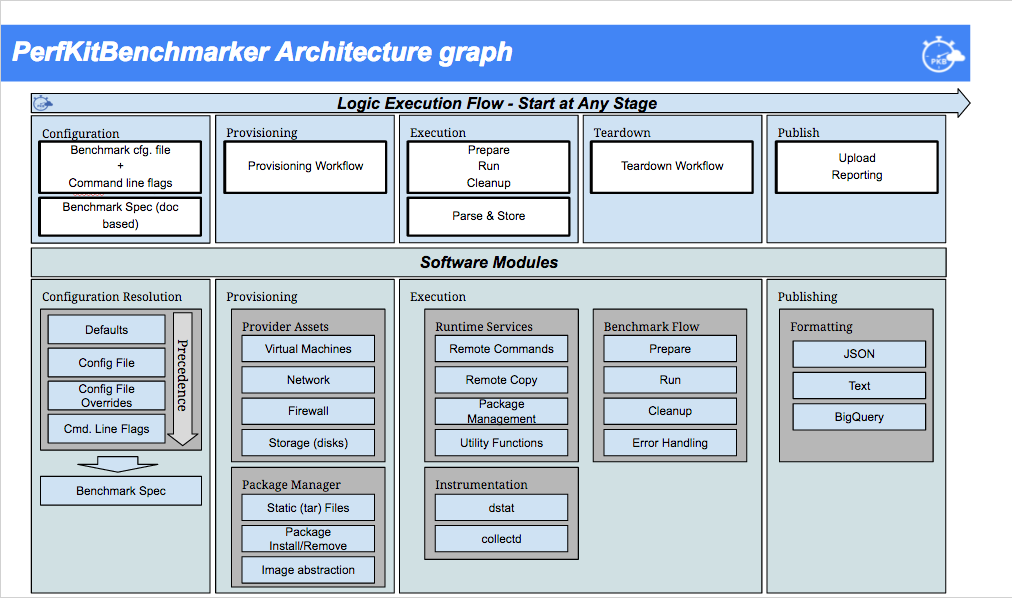 PerfKitBenchmarker Architecture graph
PKB
Logic Execution Flow - Start at Any Stage
Configuration
Benchmark cfg. file
+
Command line flags
Benchmark Spec (doc
based)
Provisioning
Provisioning Workflow
Execution
Prepare
Run
Cleanup
Parse & Store
Teardown
Teardown Workflow
Publish
Upload
Reporting
Software Modules
Configuration Resolution
Defaults
Config File
Config File
Overrides
Cmd. Line Flags
Precedence
Benchmark Spec
Provisioning
Provider Assets
Virtual Machines
Network
Firewall
Storage (disks)
Package Manager
Static (tar) Files
Package
Install/Remove
Image abstraction
Execution
Runtime Services
Remote Commands
Remote Copy
Package
Management
Utility Functions
Instrumentation
dstat
collectd
Benchmark Flow
Prepare
Run
Cleanup
Error Handling
Publishing
Formatting
JSON
Text
BigQuery